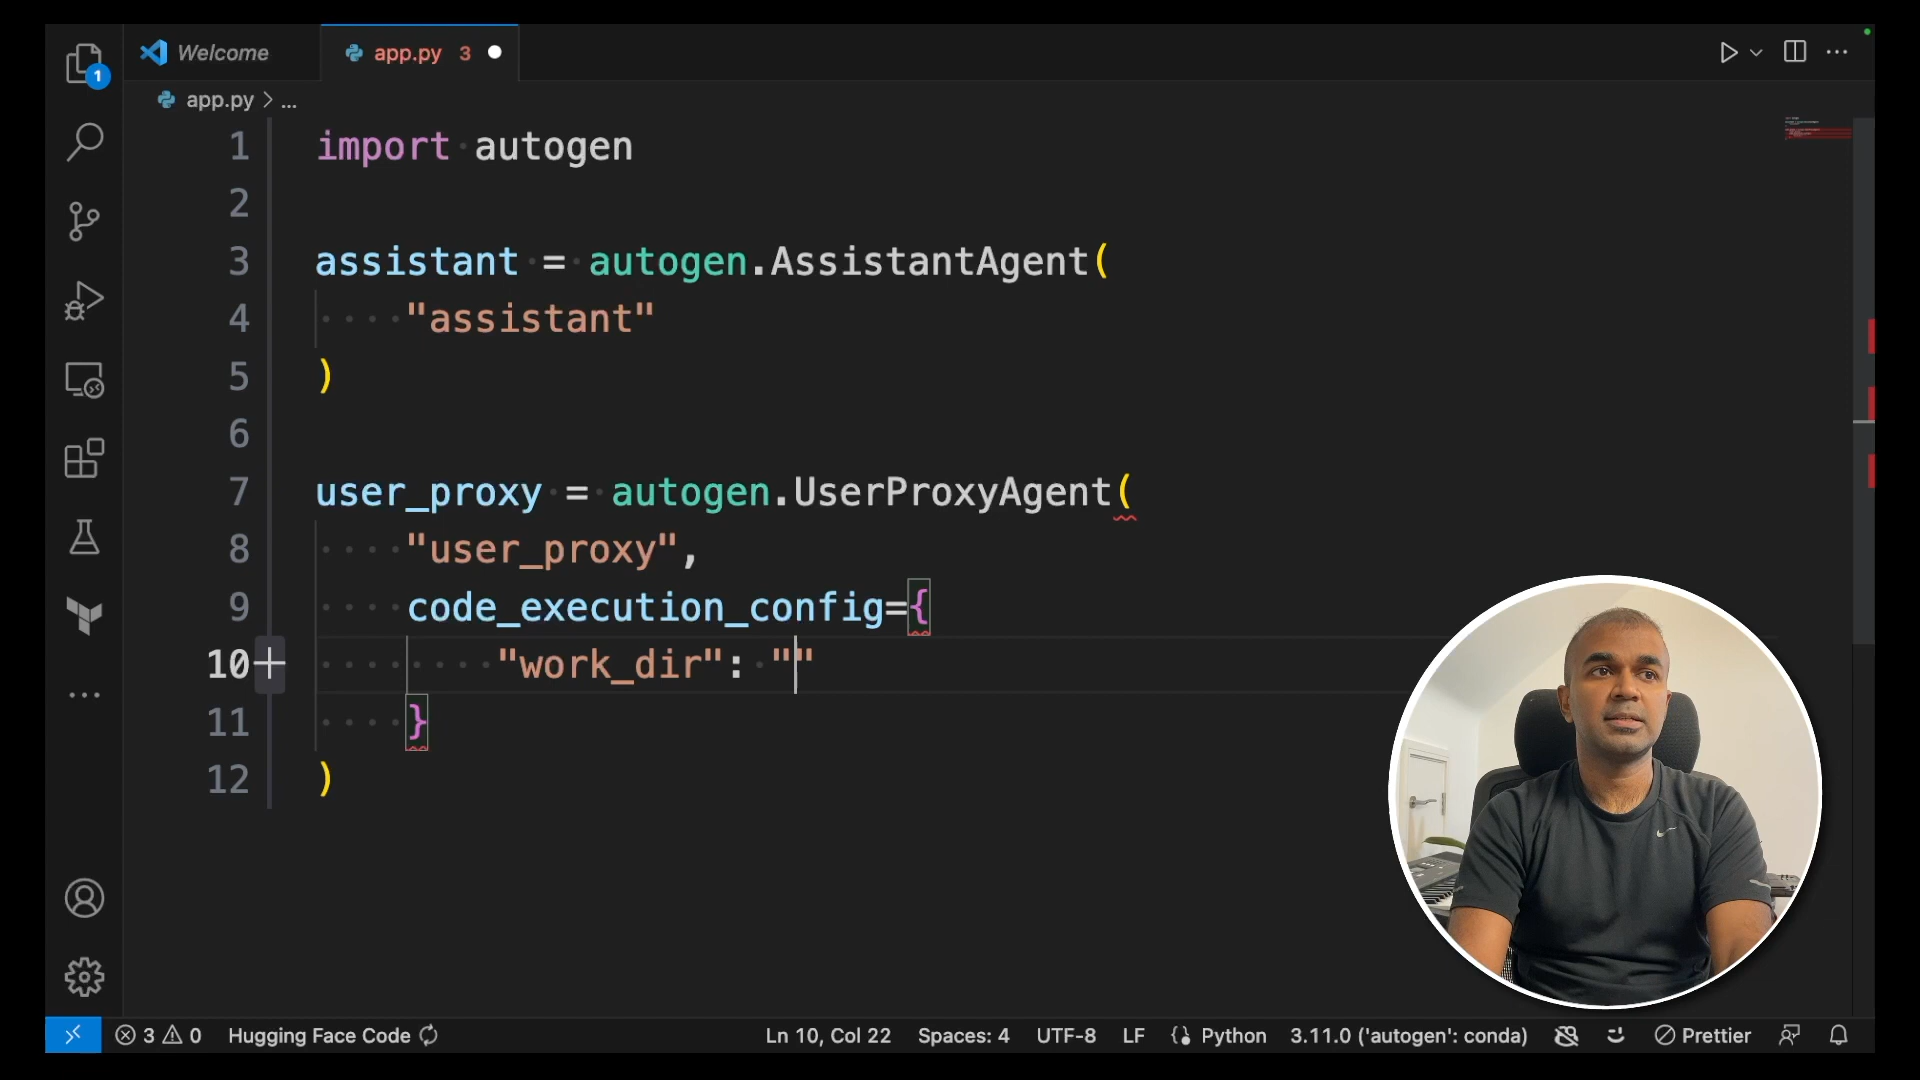 Welcome
app.py 3
1
app.py > ...
1 import autogen
2
3 assistant = autogen.AssistantAgent(
4 "assistant"
5 )
6
7 user_proxy = autogen.UserProxyAgent(
8 "user_proxy",
9 code_execution_config={
10 "work_dir": ""
11 }
12 )
3 0 Hugging Face Code Ln 10, Col 22 Spaces: 4 UTF-8 LF Python 3.11.0 ('autogen': conda) Prettier